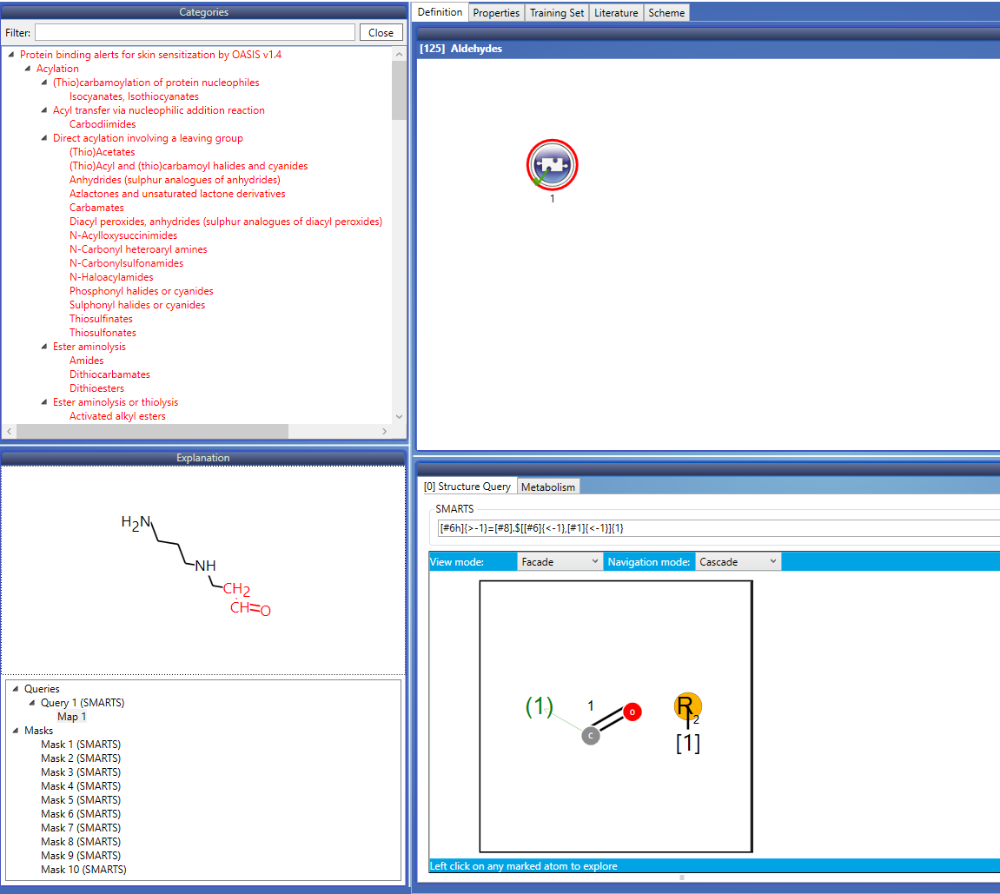 Categories
Filter:
Close
Protein binding alerts for skin sensitization by OASIS v1.4
Acylation
(Thio)carbamoylation of protein nucleophiles
Isocyanates, Isothiocyanates
Acyl transfer via nucleophilic addition reaction
Carbodiimides
Direct acylation involving a leaving group
(Thio)Acetates
(Thio)Acyl and (thio)carbamoyl halides and cyanides
Anhydrides (sulphur analogues of anhydrides)
Azlactones and unsaturated lactone derivatives
Carbamates
Diacyl peroxides, anhydrides (sulphur analogues of diacyl peroxides)
N-Acylloxysuccinimides
N-Carbonyl heteroaryl amines
N-Carbonylsulfonamides
N-Haloacylamides
Phosphonyl halides or cyanides
Sulphonyl halides or cyanides
Thiosulfinates
Thiosulfonates
Ester aminolysis
Amides
Dithiocarbamates
Dithioesters
Ester aminolysis or thiolysis
Activated alkyl esters
Explanation
H2N
NH
CH2
CH=O
Queries
Query 1 (SMARTS)
Map 1
Masks
Mask 1 (SMARTS)
Mask 2 (SMARTS)
Mask 3 (SMARTS)
Mask 4 (SMARTS)
Mask 5 (SMARTS)
Mask 6 (SMARTS)
Mask 7 (SMARTS)
Mask 8 (SMARTS)
Mask 9 (SMARTS)
Mask 10 (SMARTS)
Definition Properties Training Set Literature Scheme
[125] Aldehydes
1
[0] Structure Query Metabolism
SMARTS
[#6h]{>-1}=[#8].$[[#6]{<-1},[#1]{<-1}]{1}
View mode: Facade Navigation mode: Cascade
(1) 1 o R2
c [1]
Left click on any marked atom to explore